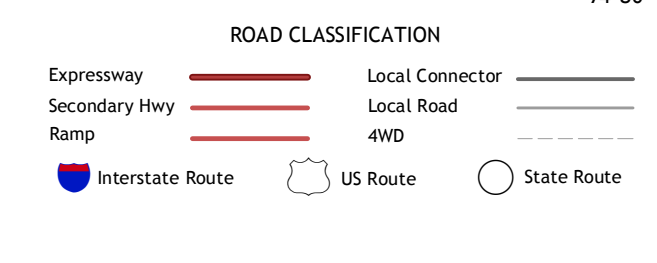 ROAD CLASSIFICATION
Expressway
Local Connector
Secondary Hwy
Local Road
Ramp
4WD
Interstate Route
US Route
State Route